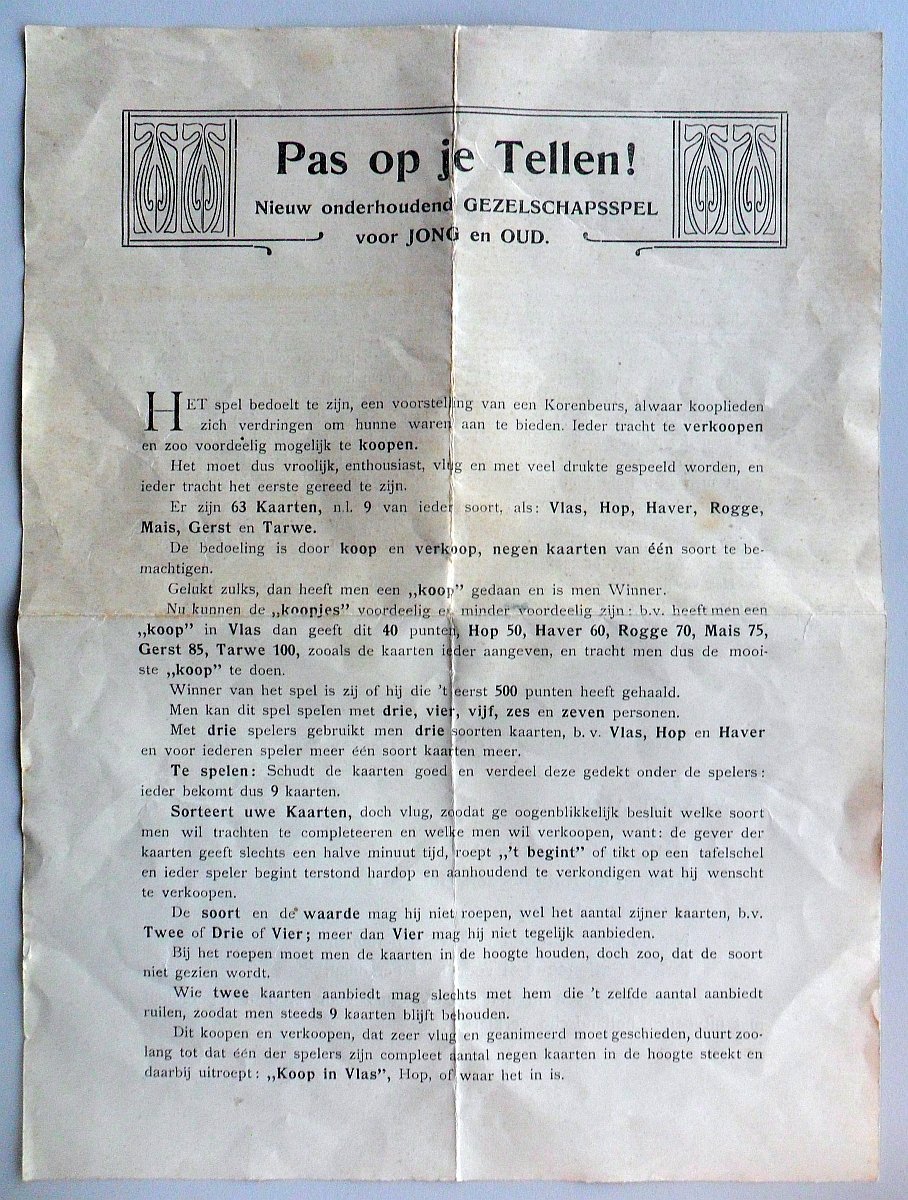 Pas op je Tellen!
Nieuw onderhoudend GEZELSCHAPSSPEL
voor JONG en OUD.
HET spel bedoelt te zijn, een voorstelling van een Korenbeurs, alwaar kooplieden
zich verdringen om hunne waren aan te bieden. Ieder tracht te verkoopen
en zoo voordeelig mogelijk te koopen.
Het moet dus vroolijk, enthousiast, vlug en met veel drukte gespeeld worden, en
ieder tracht het eerste gereed te zijn.
Er zijn 63 Kaarten, n.l. 9 van ieder soort, als: Vlas, Hop, Haver, Rogge,
Mais, Gerst en Tarwe.
De bedoeling is door koop en verkoop, negen kaarten van één soort te be-
machtigen.
Gelukt zulks, dan heeft men een „koop" gedaan en is men Winner.
Nu kunnen de „koopjes" voordeelig en minder voordeelig zijn: b.v. heeft men een
„koop" in Vlas dan geeft dit 40 punten, Hop 50, Haver 60, Rogge 70, Mais 75,
Gerst 85, Tarwe 100, zooals de kaarten ieder aangeven, en tracht men dus de mooi-
ste „koop" te doen.
Winner van het spel is zij of hij die 't eerst 500 punten heeft gehaald.
Men kan dit spel spelen met drie, vier, vijf, zes en zeven personen.
Met drie spelers gebruikt men drie soorten kaarten, b. v. Vlas, Hop en Haver
en voor iederen speler meer één soort kaarten meer.
Te spelen: Schudt de kaarten goed en verdeel deze gedekt onder de spelers:
ieder bekomt dus 9 kaarten.
Sorteert uwe Kaarten, doch vlug, zoodat ge oogenblikkelijk besluit welke soort
men wil trachten te completeeren en welke men wil verkoopen, want: de gever der
kaarten geeft slechts een halve minuut tijd, roept „'t begint" of tikt op een tafelschel
en ieder speler begint terstond hardop en aanhoudend te verkondigen wat hij wenscht
te verkoopen.
De soort en de waarde mag hij niet roepen, wel het aantal zijner kaarten, b.v.
Twee of Drie of Vier; meer dan Vier mag hij niet tegelijk aanbieden.
Bij het roepen moet men de kaarten in de hoogte houden, doch zoo, dat de soort
niet gezien wordt.
Wie twee kaarten aanbiedt mag slechts met hem die 't zelfde aantal aanbiedt
ruilen, zoodat men steeds 9 kaarten blijft behouden.
Dit koopen en verkoopen, dat zeer vlug en geanimeerd moet geschieden, duurt zoo-
lang tot dat één der spelers zijn compleet aantal negen kaarten in de hoogte steekt en
daarbij uitroept: „Koop in Vlas", Hop, of waar het in is.